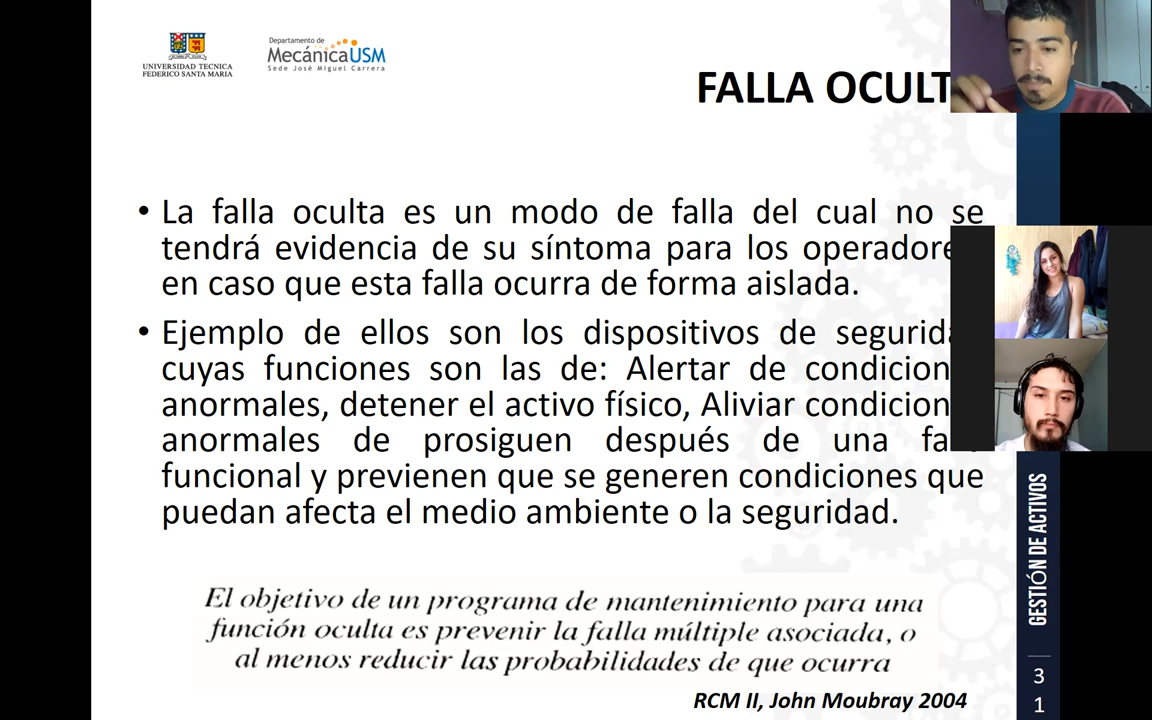 UNIVERSIDAD TECNICA
FEDERICO SANTA MARIA
Departamento de
MecánicaUSM
Sede José Miguel Carrera
FALLA OCULT
• La falla oculta es un modo de falla del cual no se
tendrá evidencia de su síntoma para los operadore
en caso que esta falla ocurra de forma aislada.
• Ejemplo de ellos son los dispositivos de segurida
cuyas funciones son las de: Alertar de condicion
anormales, detener el activo físico, Aliviar condicion
anormales de prosiguen después de una fal
funcional y previenen que se generen condiciones que
puedan afecta el medio ambiente o la seguridad.
El objetivo de un programa de mantenimiento para una
función oculta es prevenir la falla múltiple asociada, o
al menos reducir las probabilidades de que ocurra
RCM II, John Moubray 2004
GESTIÓN DE ACTIVOS
3
1